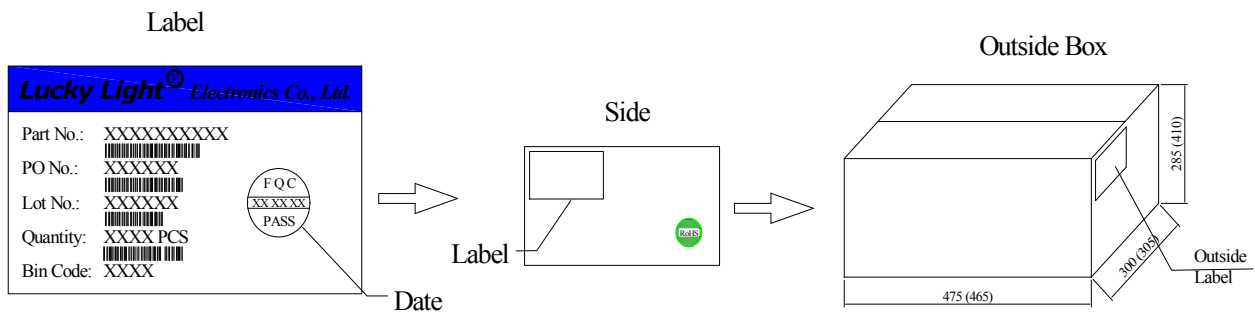 Label
Lucky Light® Electronics Co., Ltd.
Part No.: XXXXXXXXXX
PO No.: XXXXXX
Lot No.: XXXXXX
Quantity: XXXX PCS
Bin Code: XXXX
FQC
XX XX XX
PASS
Date
Side
RoHS
Label
Outside Box
285 (410)
300 (305)
475 (465)
Outside
Label